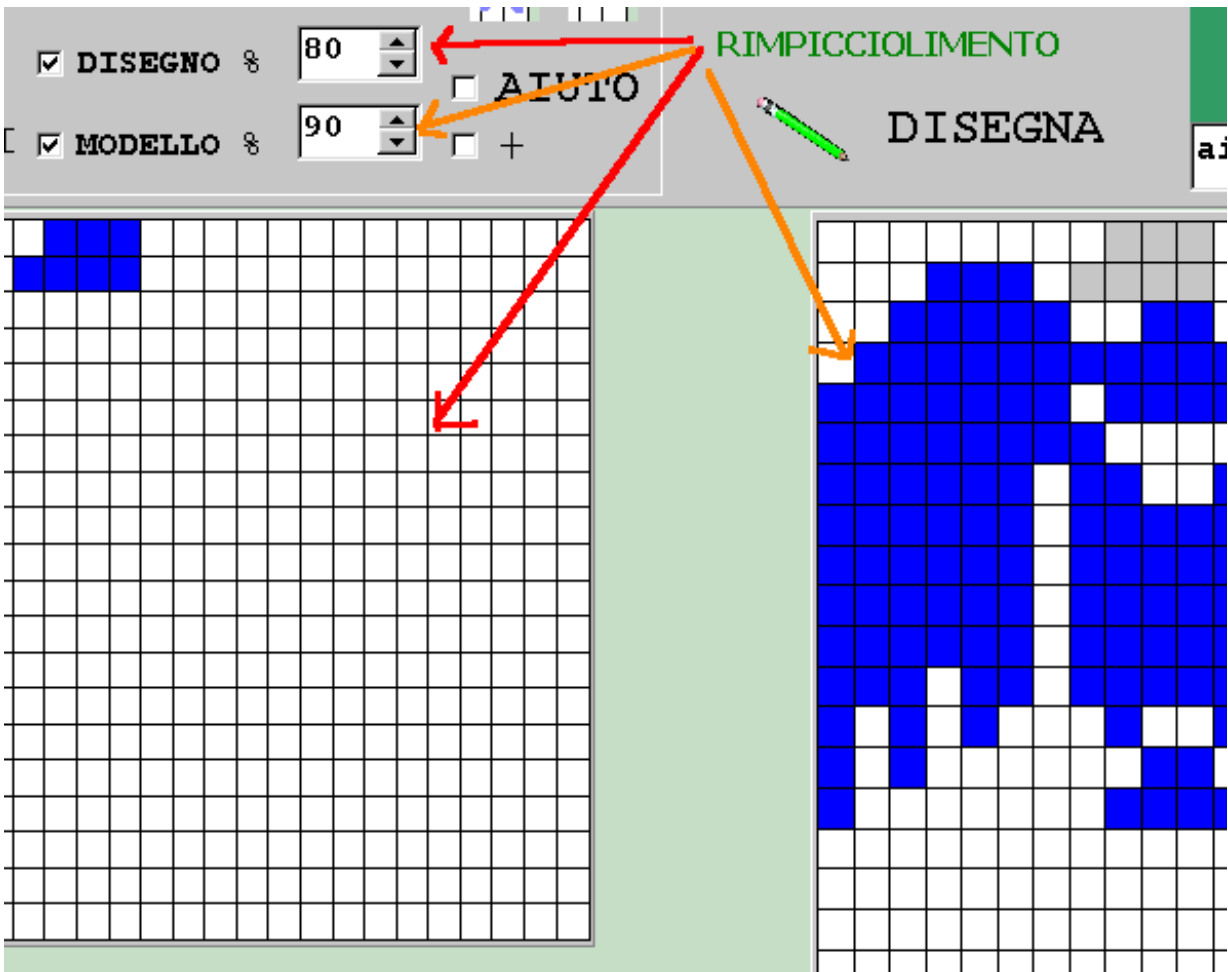 DISEGNO % 80
RIMPICCIOLIMENTO
AIUTO
DISEGNA
MODELLO % 90
+